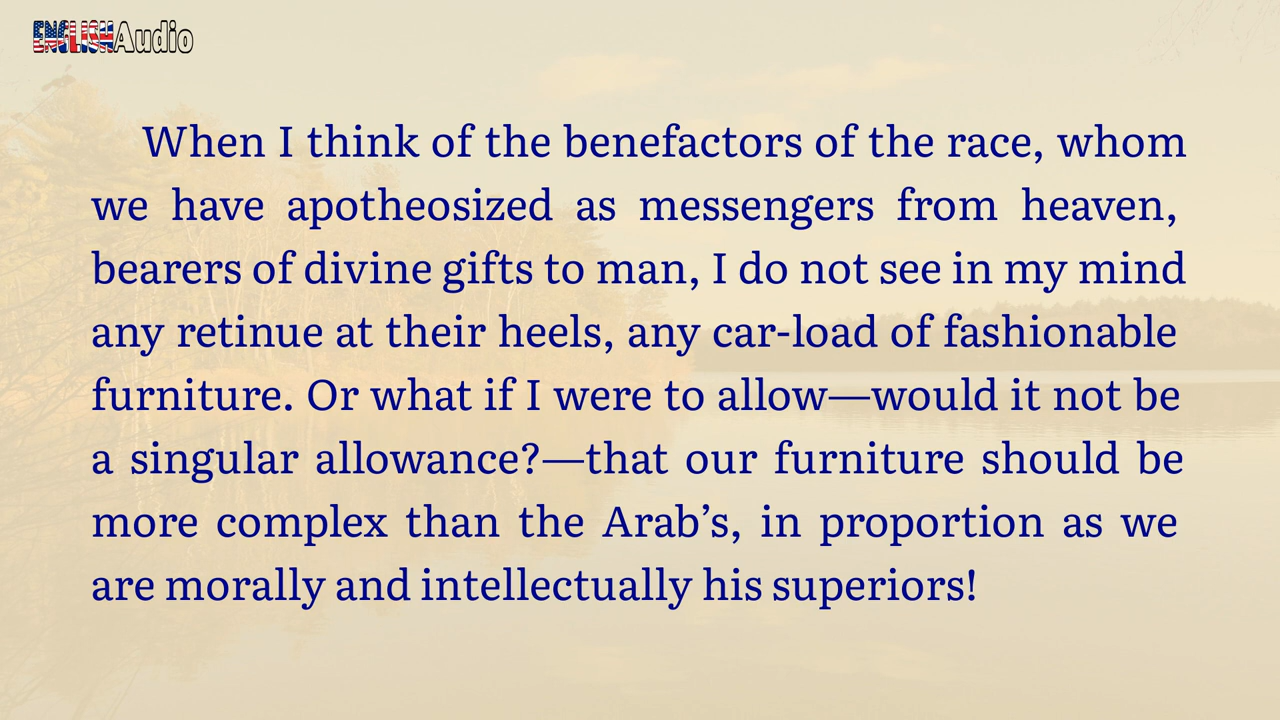 ENGLISHAudio
When I think of the benefactors of the race, whom
we have apotheosized as messengers from heaven,
bearers of divine gifts to man, I do not see in my mind
any retinue at their heels, any car-load of fashionable
furniture. Or what if I were to allow—would it not be
a singular allowance?—that our furniture should be
more complex than the Arab’s, in proportion as we
are morally and intellectually his superiors!